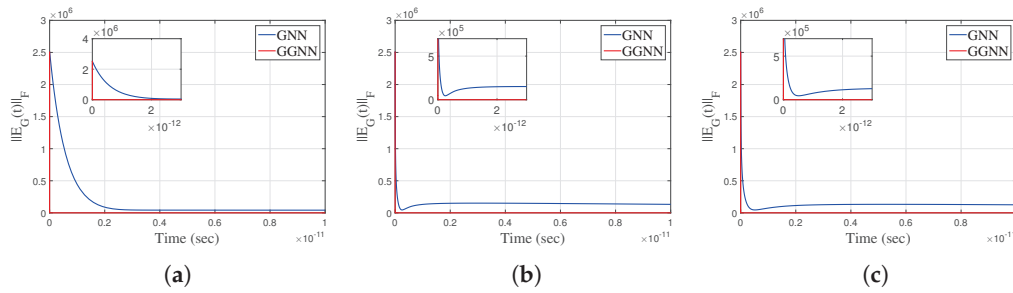 ×10^6
3
2.5
2
1.5
1
0.5
0
||E_G(t)||_F
0 0.2 0.4 0.6 0.8 1
Time (sec)
×10^-11
GNN
GGNN
×10^6
4
2
0
0 2
×10^-12
(a)
×10^6
3
2.5
2
1.5
1
0.5
0
||E_G(t)||_F
0 0.2 0.4 0.6 0.8 1
Time (sec)
×10^-11
GNN
GGNN
×10^5
5
0
0 2
×10^-12
(b)
×10^6
3
2.5
2
1.5
1
0.5
0
||E_G(t)||_F
0 0.2 0.4 0.6 0.8
Time (sec)
×10^-11
GNN
GGNN
×10^5
5
0
0 2
×10^-12
(c)